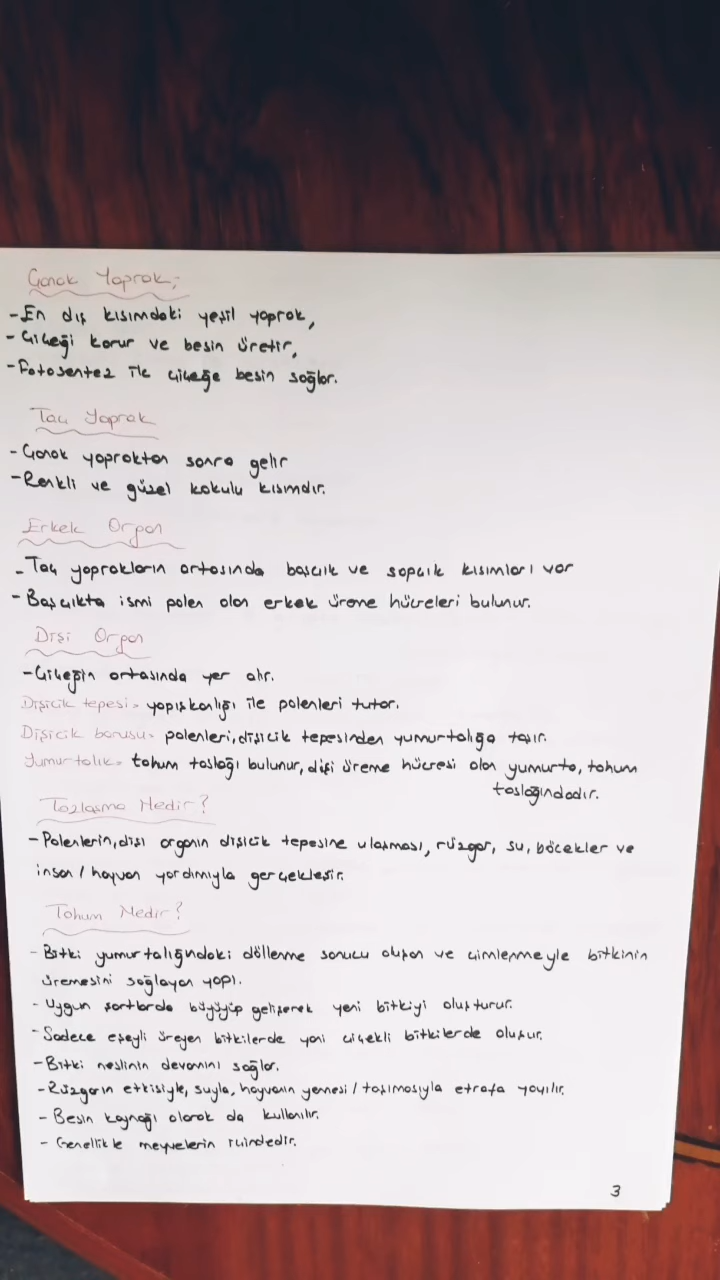 Çanak Yaprak;
- En dış kısımdaki yeşil yaprak,
- Çiçeği korur ve besin üretir,
- Fotosentez ile çiçeğe besin sağlar.
Taç Yaprak
- Çanak yapraktan sonra gelir
- Renkli ve güzel kokulu kısımdır.
Erkek Organ
- Taç yaprakların ortasında başcık ve sapçık kısımları var
- Başcıkta ismi polen olan erkek üreme hücreleri bulunur.
Dişi Organ
- Çiçeğin ortasında yer alır.
Dişicik tepesi = yapışkanlığı ile polenleri tutar.
Dişicik borusu = polenleri, dişicik tepesinden yumurtalığa taşır.
Yumurtalık = tohum taslağı bulunur, dişi üreme hücresi olan yumurta, tohum
taslağındadır.
Tozlaşma Nedir?
- Polenlerin, dişi organın dişicik tepesine ulaşması, rüzgar, su, böcekler ve
insan / hayvan yardımıyla gerçekleşir.
Tohum Nedir?
- Bitki yumurtalığındaki döllenme sonucu oluşan ve çimlenmeyle bitkinin
üremesini sağlayan yapı.
- Uygun şartlarda büyüyüp gelişerek yeni bitkiyi oluşturur.
- Sadece eşeyli üreyen bitkilerde yani çiçekli bitkilerde oluşur.
- Bitki neslinin devamını sağlar.
- Rüzgarın etkisiyle, suyla, hayvanın yemesi / taşımasıyla etrafa yayılır.
- Besin kaynağı olarak da kullanılır.
- Genellikle meyvelerin içindedir.
3